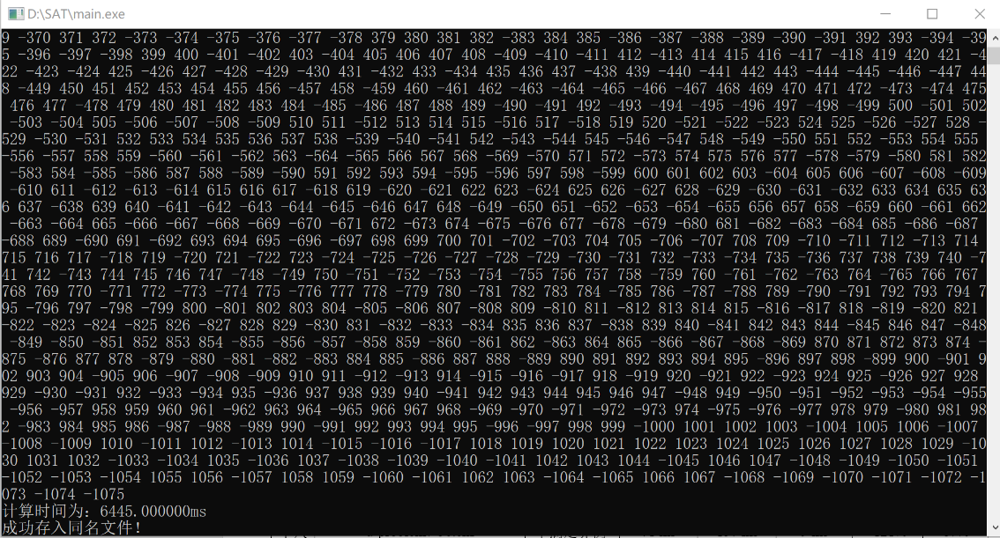 D:\SAT\main.exe
9 -370 371 372 -373 -374 -375 -376 -377 -378 379 380 381 382 -383 384 385 -386 -387 -388 -389 -390 -391 392 393 -394 -39
5 -396 -397 -398 399 400 -401 -402 403 -404 405 406 407 408 -409 -410 -411 412 -413 414 415 416 -417 -418 419 420 421 -4
22 -423 -424 425 -426 427 -428 -429 -430 431 -432 433 -434 435 436 437 -438 439 -440 -441 442 443 -444 -445 -446 -447 44
8 -449 450 451 452 453 454 455 456 -457 -458 -459 460 -461 462 -463 -464 -465 -466 -467 468 469 470 471 472 -473 -474 475
476 477 -478 479 480 481 482 483 484 -485 -486 487 488 489 -490 -491 492 -493 -494 -495 -496 -497 -498 -499 500 -501 502
-503 -504 505 -506 -507 -508 -509 510 511 -512 513 514 515 -516 517 -518 519 520 -521 -522 -523 524 525 -526 -527 528 -
529 -530 -531 532 533 534 535 536 537 538 -539 -540 -541 542 -543 -544 545 -546 -547 548 -549 -550 551 552 -553 554 555
-556 -557 558 559 -560 -561 -562 563 -564 -565 566 567 568 -569 -570 571 572 -573 574 575 576 577 -578 -579 -580 581 582
-583 584 -585 -586 587 588 -589 -590 591 592 593 594 -595 -596 597 598 -599 600 601 602 603 -604 605 606 -607 -608 -609
-610 611 -612 -613 -614 615 616 617 -618 619 -620 -621 622 623 -624 625 626 -627 628 -629 -630 -631 -632 633 634 635 63
6 637 -638 639 640 -641 -642 -643 -644 -645 -646 647 648 -649 -650 651 -652 -653 -654 -655 656 657 658 -659 660 -661 662
-663 -664 665 -666 -667 -668 -669 -670 -671 672 -673 674 -675 -676 677 -678 -679 -680 681 -682 -683 -684 685 -686 -687
-688 689 -690 691 -692 693 694 695 -696 -697 698 699 700 701 -702 -703 704 705 -706 -707 708 709 -710 -711 712 -713 714
715 716 717 -718 719 -720 721 -722 723 -724 -725 -726 -727 -728 -729 -730 -731 732 -733 -734 735 -736 737 738 739 740 -7
41 742 -743 744 745 746 747 -748 -749 750 -751 -752 -753 -754 -755 756 757 758 -759 760 -761 -762 -763 764 -765 766 767
768 769 770 -771 772 -773 -774 775 -776 777 778 -779 780 -781 782 783 784 -785 786 -787 -788 789 -790 -791 792 793 794 7
95 -796 797 -798 -799 800 -801 802 803 804 -805 -806 807 -808 809 -810 811 -812 813 814 815 -816 -817 818 -819 -820 821
-822 -823 -824 -825 826 -827 828 829 -830 831 -832 -833 -834 835 836 837 -838 839 840 -841 842 843 844 -845 846 847 -848
-849 -850 -851 852 853 854 -855 -856 -857 -858 859 -860 -861 862 -863 864 865 -866 -867 -868 -869 870 871 872 873 874 -
875 -876 877 878 -879 -880 -881 -882 -883 884 885 -886 887 888 -889 890 891 892 893 894 895 -896 897 898 -899 900 -901 9
02 903 904 -905 906 -907 -908 -909 910 911 -912 -913 914 -915 -916 -917 918 -919 920 -921 922 -923 924 925 -926 927 928
929 -930 -931 932 -933 -934 935 -936 937 938 939 940 -941 942 943 944 945 946 947 -948 949 -950 -951 -952 -953 -954 -955
-956 -957 958 959 960 961 -962 963 964 -965 966 967 968 -969 -970 -971 -972 -973 974 -975 -976 -977 978 979 -980 981 98
2 -983 984 985 986 -987 -988 -989 990 -991 992 993 994 995 -996 -997 998 999 -1000 1001 1002 1003 -1004 1005 1006 -1007
-1008 -1009 1010 -1011 1012 -1013 1014 -1015 -1016 -1017 1018 1019 1020 1021 1022 1023 1024 1025 1026 1027 1028 1029 -10
30 1031 1032 -1033 -1034 1035 -1036 1037 -1038 -1039 -1040 -1041 1042 1043 1044 -1045 1046 1047 -1048 -1049 -1050 -1051
-1052 -1053 -1054 1055 1056 -1057 1058 1059 -1060 -1061 1062 1063 -1064 -1065 1066 1067 -1068 -1069 -1070 -1071 -1072 -1
073 -1074 -1075
计算时间为：6445.000000ms
成功存入同名文件！